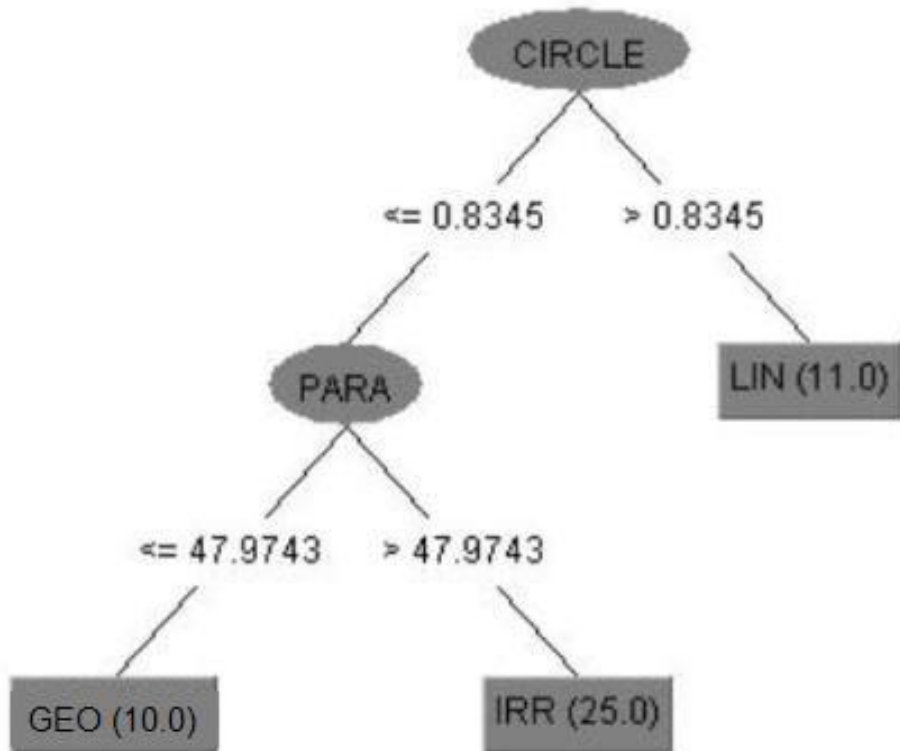 CIRCLE
<= 0.8345
> 0.8345
PARA
LIN (11.0)
<= 47.9743
> 47.9743
GEO (10.0)
IRR (25.0)